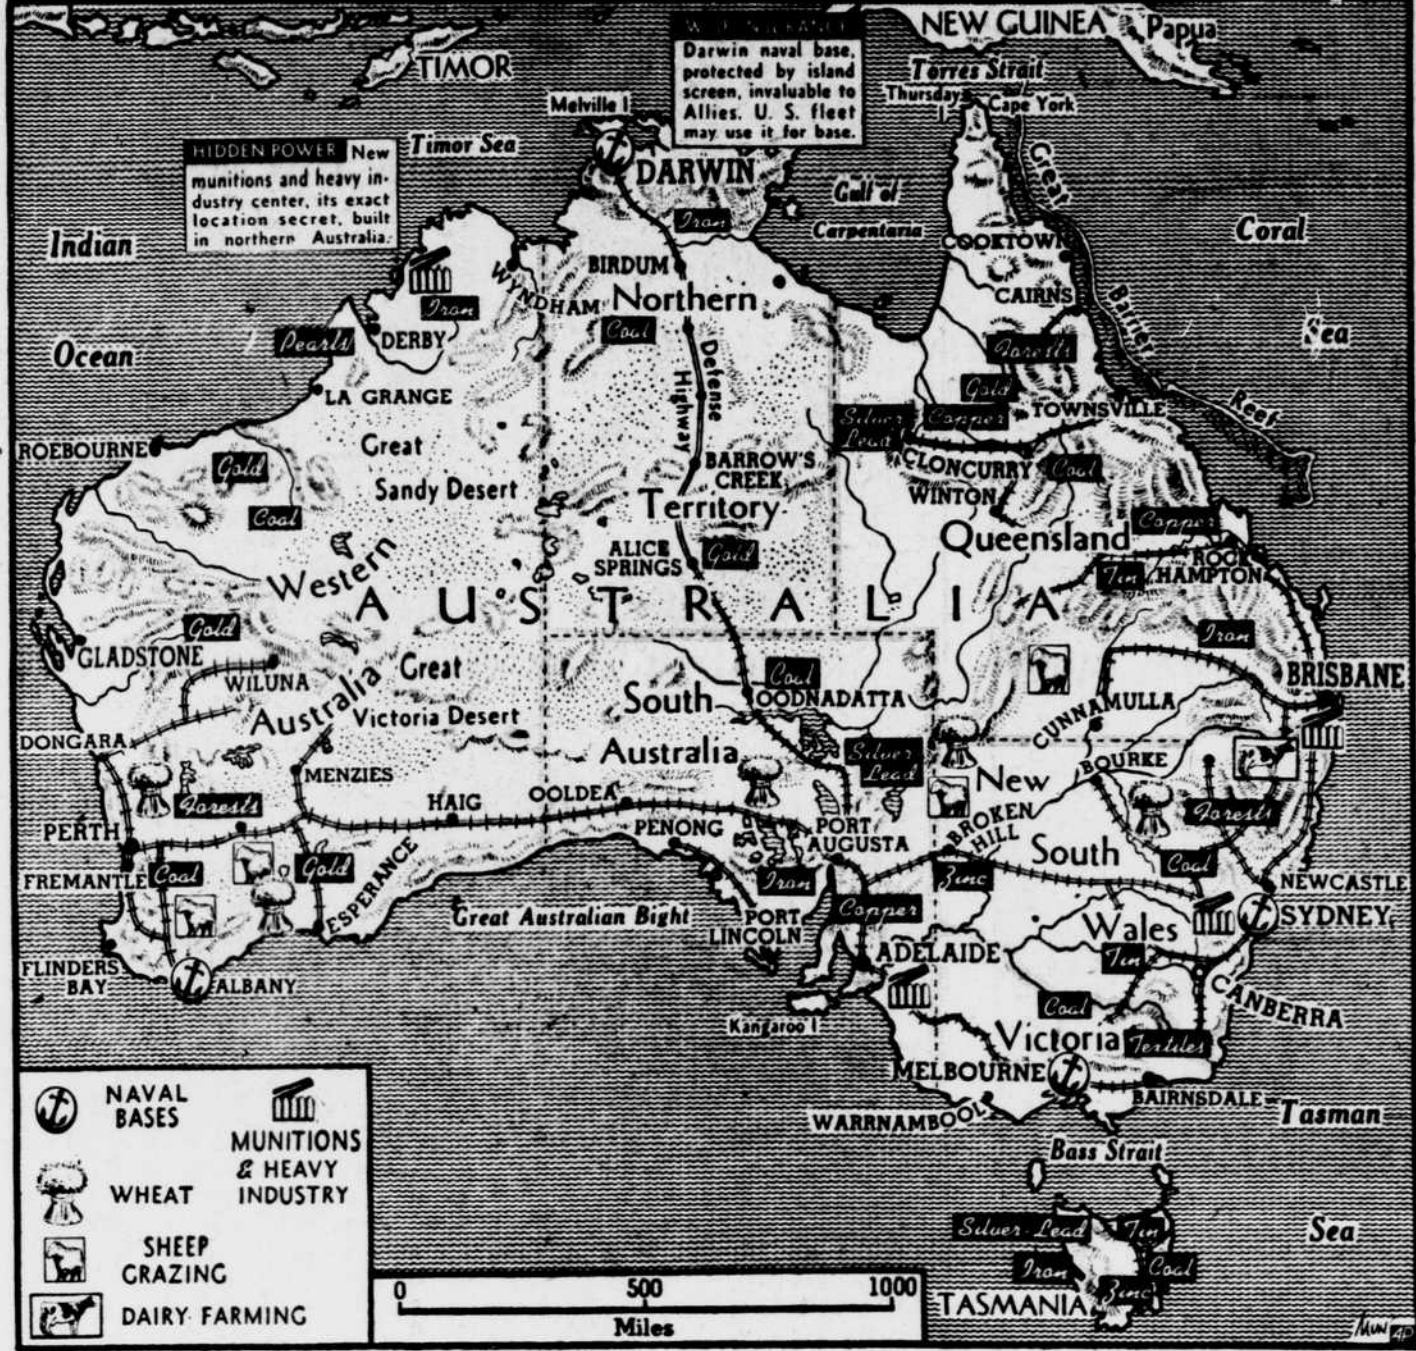 NEW GUINEA
Papua
TIMOR
Darwin naval base,
protected by island
screen, invaluable to
Allies. U. S. fleet
may use it for base.
Torres Strait
Thursday
I
Cape York
Melville I
Timor Sea
HIDDEN POWER New
munitions and heavy in-
dustry center, its exact
location secret, built
in northern Australia.
DARWIN
Gulf of
Carpentaria
Great
Barrier
Reef
Indian
Ocean
Coral
Sea
Iron
COOKTOWN
BIRDUM
WYNDHAM
Northern
CAIRNS
Iron
Coal
Pearls
DERBY
Defense
Highway
Forests
LA GRANGE
Gold
Silver
Lead
Copper
TOWNSVILLE
ROEBOURNE
Great
Sandy Desert
Gold
BARROW'S
CREEK
CLONCURRY
Coal
WINTON
Coal
Territory
Copper
Queensland
Western
ALICE
SPRINGS
Gold
ROCK
HAMPTON
Tin
AUSTRALIA
Gold
Iron
GLADSTONE
Great
Victoria Desert
Coal
BRISBANE
WILUNA
South
OODNADATTA
CUNNAMULLA
Australia
DONGARA
Australia
Silver
Lead
New
BOURKE
MENZIES
Forests
HAIG
OOLDEA
Forests
PERTH
PENONG
PORT
AUGUSTA
BROKEN
HILL
South
FREMANTLE
Coal
Gold
ESPERANCE
Iron
Zinc
Coal
NEWCASTLE
Great Australian Bight
PORT
LINCOLN
Copper
Wales
SYDNEY
FLINDERS
BAY
ALBANY
ADELAIDE
Tin
CANBERRA
Kangaroo I
Coal
Victoria
Textiles
MELBOURNE
BAIRNSDALE
WARRNAMBOOL
Tasman
Sea
Bass Strait
Silver-Lead
Tin
Iron
Coal
Zinc
TASMANIA
NAVAL
BASES
MUNITIONS
& HEAVY
INDUSTRY
WHEAT
SHEEP
GRAZING
DAIRY FARMING
0 500 1000
Miles
MUN AP